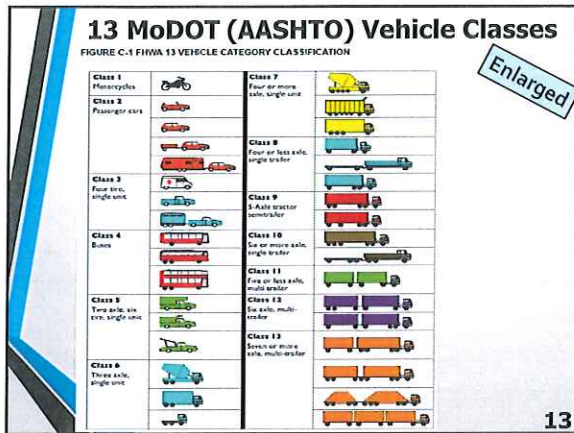 13 MoDOT (AASHTO) Vehicle Classes
FIGURE C-1 FHWA 13 VEHICLE CATEGORY CLASSIFICATION
Enlarged
Class 1
Motorcycles
Class 2
Passenger cars
Class 3
Four tire,
single unit
Class 4
Buses
Class 5
Two axle, six
tire, single unit
Class 6
Three axle,
single unit
Class 7
Four or more
axle, single unit
Class 8
Four or less axle,
single trailer
Class 9
5-Axle tractor
semitrailer
Class 10
Six or more axle,
single trailer
Class 11
Five or less axle,
multi trailer
Class 12
Six axle, multi-
trailer
Class 13
Seven or more
axle, multi-trailer
13